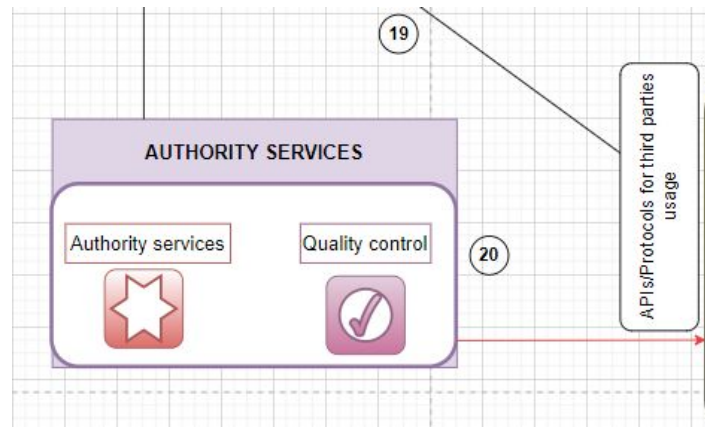 19
AUTHORITY SERVICES
Authority services
Quality control
20
APIs/Protocols for third parties
usage